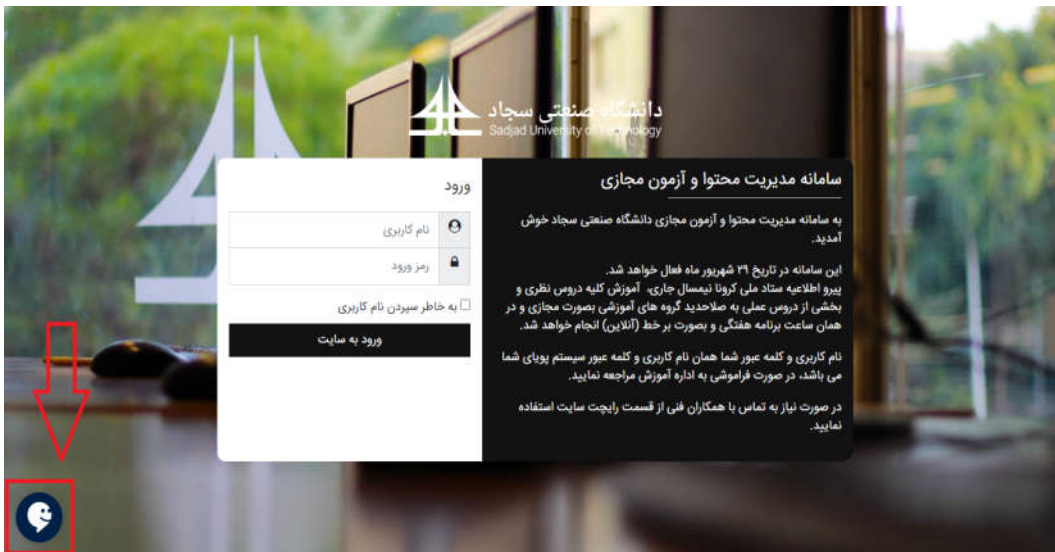 دانشگاه صنعتی سجاد
Sadjad University of Technology
سامانه مدیریت محتوا و آزمون مجازی
به سامانه مدیریت محتوا و آزمون مجازی دانشگاه صنعتی سجاد خوش
آمدید.
این سامانه در تاریخ ۲۹ شهریور ماه فعال خواهد شد.
پیرو اطلاعیه ستاد ملی کرونا نیمسال جاری، آموزش کلیه دروس نظری و
بخشی از دروس عملی به صلاحدید گروه های آموزشی بصورت مجازی و در
همان ساعت برنامه هفتگی و بصورت بر خط (آنلاین) انجام خواهد شد.
نام کاربری و کلمه عبور شما همان نام کاربری و کلمه عبور سیستم پویای شما
می باشد، در صورت فراموشی به اداره آموزش مراجعه نمایید.
در صورت نیاز به تماس با همکاران فنی از قسمت رایچت سایت استفاده
نمایید.
ورود
نام کاربری
رمز ورود
به خاطر سپردن نام کاربری
ورود به سایت